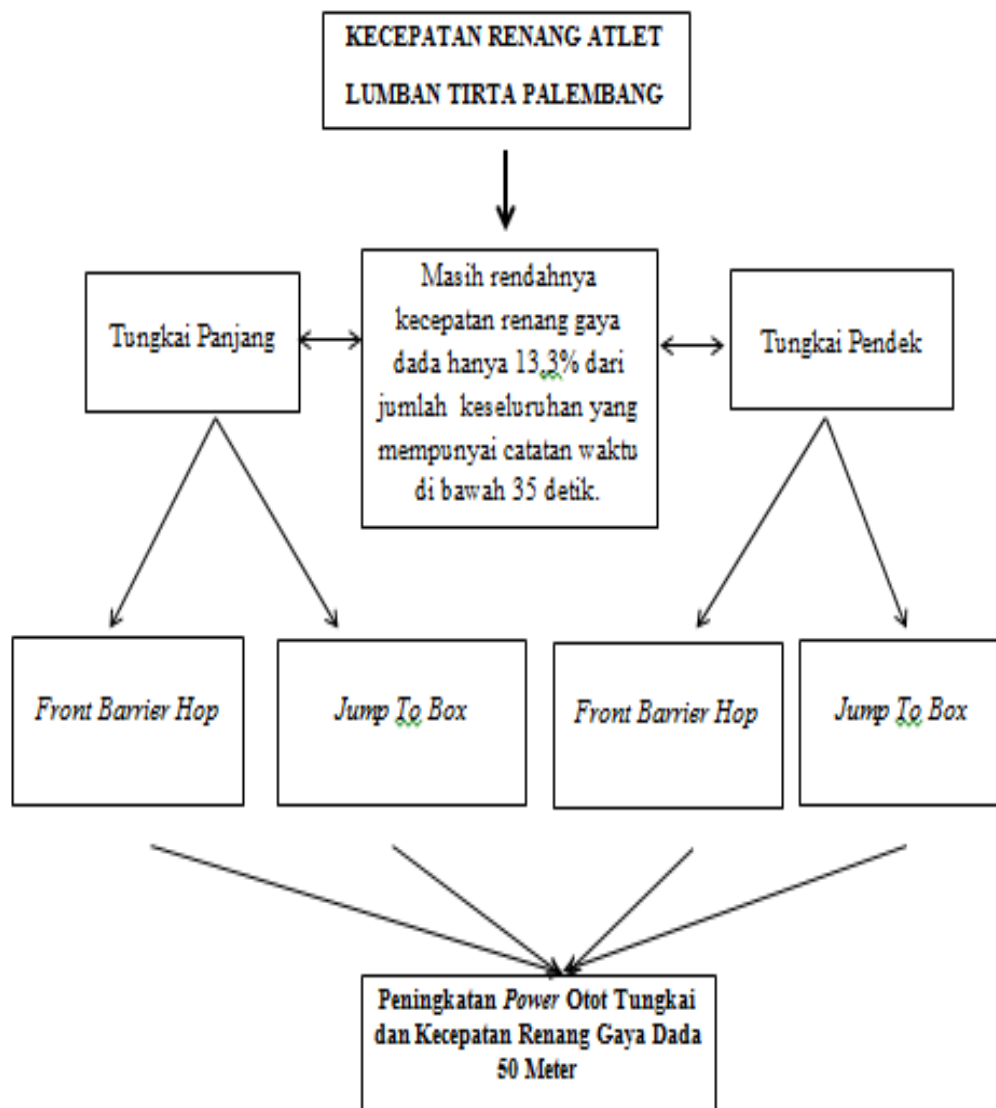 KECEPATAN RENANG ATLET
LUMBAN TIRTA PALEMBANG
Tungkai Panjang
Masih rendahnya
kecepatan renang gaya
dada hanya 13,3% dari
jumlah keseluruhan yang
mempunyai catatan waktu
di bawah 35 detik.
Tungkai Pendek
Front Barrier Hop
Jump To Box
Front Barrier Hop
Jump To Box
Peningkatan Power Otot Tungkai
dan Kecepatan Renang Gaya Dada
50 Meter